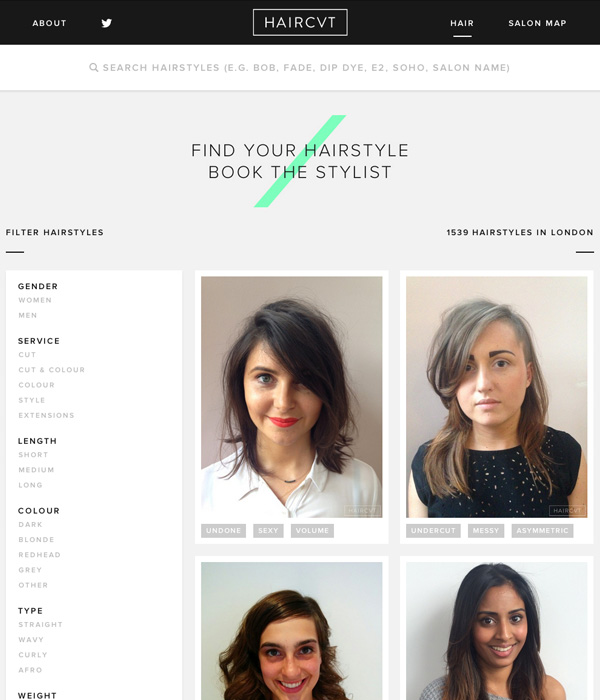 ABOUT
HAIRCVT
HAIR
SALON MAP
SEARCH HAIRSTYLES (E.G. BOB, FADE, DIP DYE, E2, SOHO, SALON NAME)
FIND YOUR HAIRSTYLE
BOOK THE STYLIST
FILTER HAIRSTYLES
1539 HAIRSTYLES IN LONDON
GENDER
WOMEN
MEN
SERVICE
CUT
CUT & COLOUR
COLOUR
STYLE
EXTENSIONS
LENGTH
SHORT
MEDIUM
LONG
COLOUR
DARK
BLONDE
REDHEAD
GREY
OTHER
TYPE
STRAIGHT
WAVY
CURLY
AFRO
WEIGHT
HAIRCVT
UNDONE
SEXY
VOLUME
HAIRCVT
UNDERCUT
MESSY
ASYMMETRIC